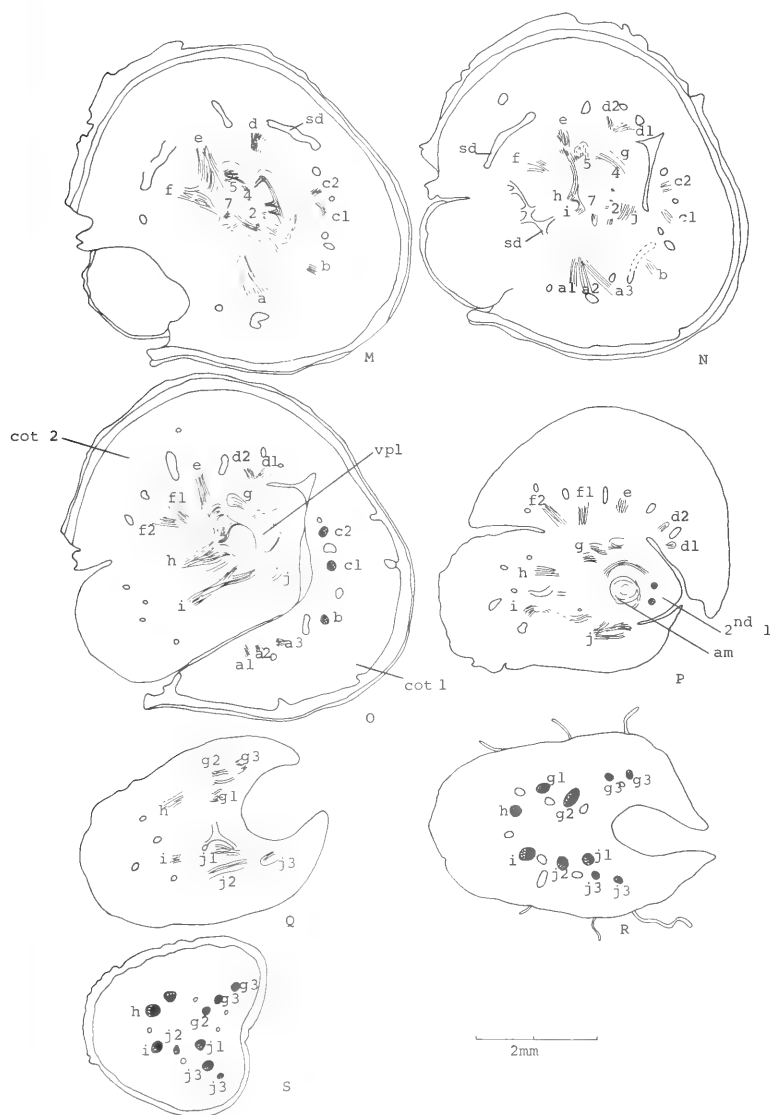 d
sd
e
5
4
f
7
2
c2
c1
b
a
M
d2
d1
e
sd
5
g
f
4
c2
h
7
2
i
j
c1
sd
b
a1 a2 a3
N
cot 2
vpl
e
d2
d1
g
f1
f2
c2
h
c1
j
i
b
a3
a2
a1
cot 1
O
f2
f1
e
d2
g
d1
h
i
2nd l
j
am
P
g2
g3
h
g1
i
j1
j3
j2
Q
g1
g3
g3
h
g2
i
j1
j2
j3
j3
R
g3
g3
h
g2
j2
i
j1
j3
j3
S
2mm